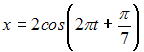 x = 2cos(2πt + π/7)